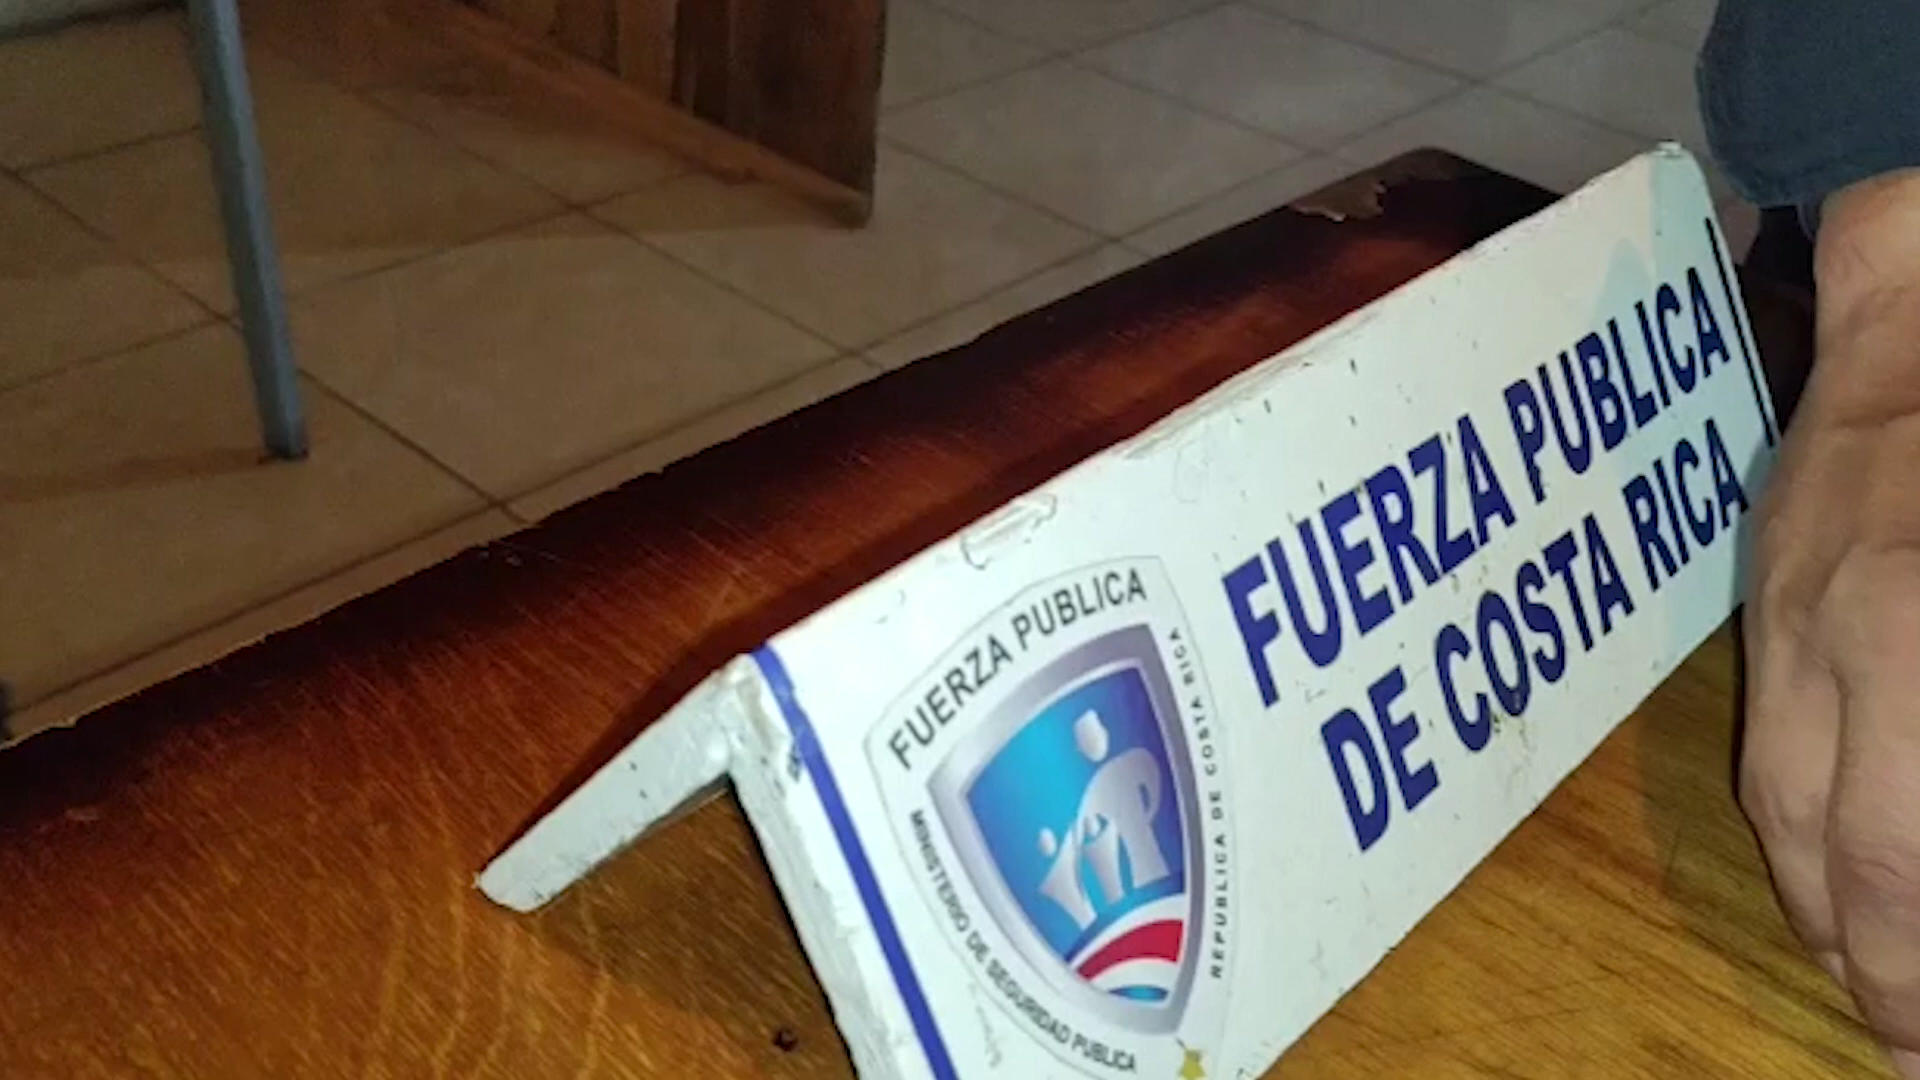 FUERZA PUBLICA
DE COSTA RICA
FUERZA PUBLICA
MINISTERIO DE SEGURIDAD PUBLICA
REPUBLICA DE COSTA RICA